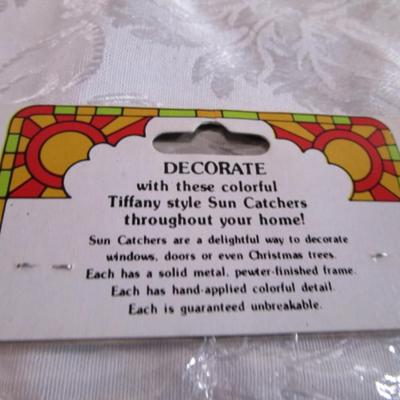 DECORATE
with these colorful
Tiffany style Sun Catchers
throughout your home!
Sun Catchers are a delightful way to decorate
windows, doors or even Christmas trees.
Each has a solid metal, pewter-finished frame.
Each has hand-applied colorful detail.
Each is guaranteed unbreakable.